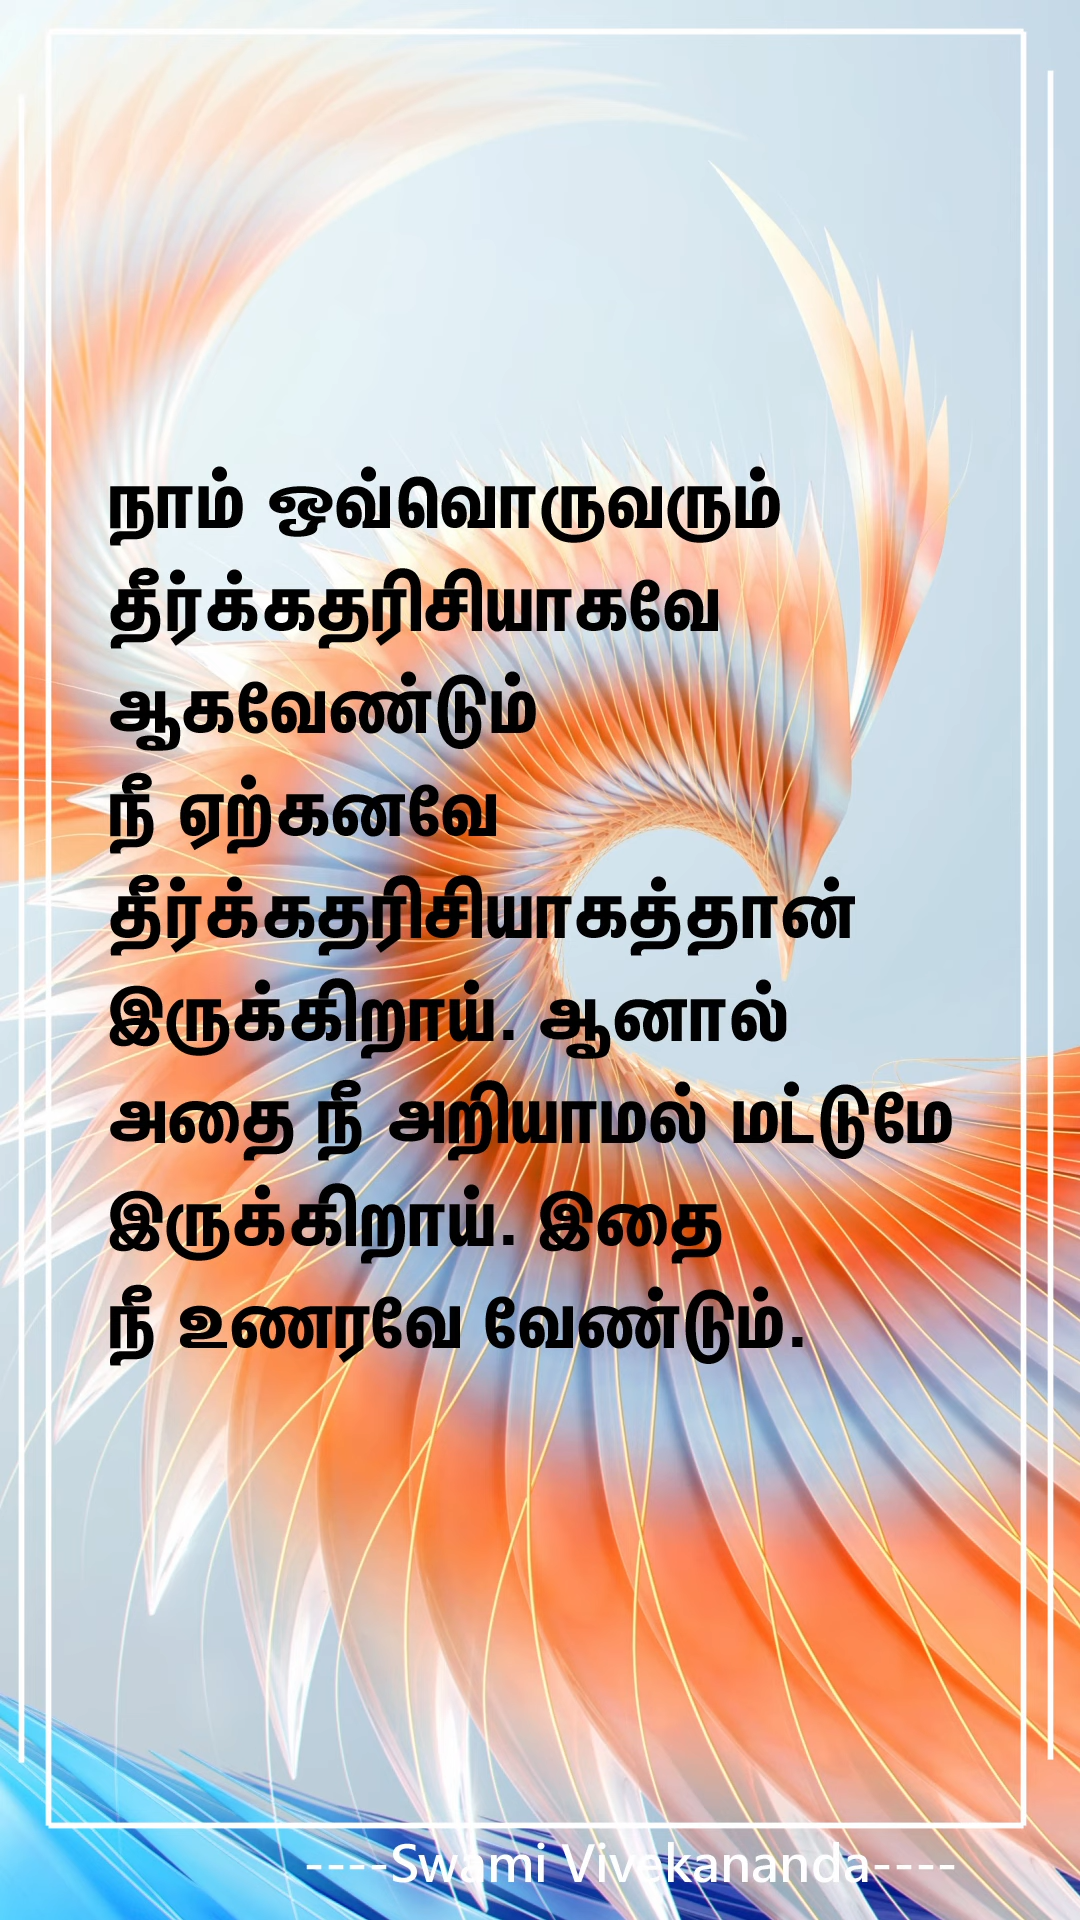 நாம் ஒவ்வொருவரும்
தீர்க்கதரிசியாகவே
ஆகவேண்டும்
நீ ஏற்கனவே
தீர்க்கதரிசியாகத்தான்
இருக்கிறாய். ஆனால்
அதை நீ அறியாமல் மட்டுமே
இருக்கிறாய். இதை
நீ உணரவே வேண்டும்.
----Swami Vivekananda----